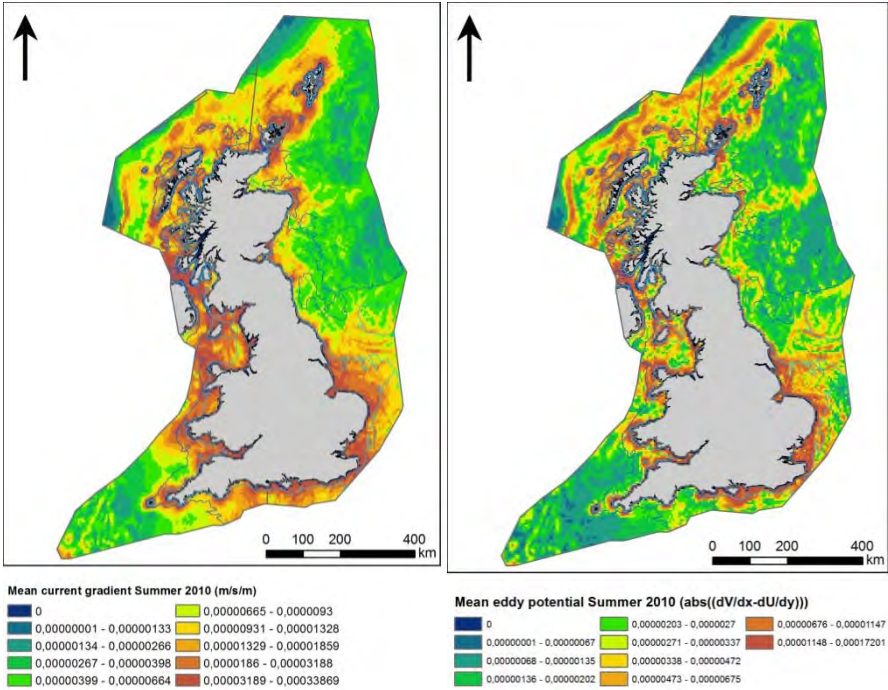 0 100 200 400
km
0 100 200 400
km
Mean current gradient Summer 2010 (m/s/m)
0
0,00000001 - 0,00000133
0,00000134 - 0,00000266
0,00000267 - 0,00000398
0,00000399 - 0,00000664
0,00000665 - 0,0000093
0,00000931 - 0,00001328
0,00001329 - 0,00001859
0,0000186 - 0,00003188
0,00003189 - 0,00033869
Mean eddy potential Summer 2010 (abs((dV/dx-dU/dy)))
0
0,00000001 - 0,00000067
0,00000068 - 0,00000135
0,00000136 - 0,00000202
0,00000203 - 0,0000027
0,00000271 - 0,00000337
0,00000338 - 0,00000472
0,00000473 - 0,00000675
0,00000676 - 0,00001147
0,00001148 - 0,00017201